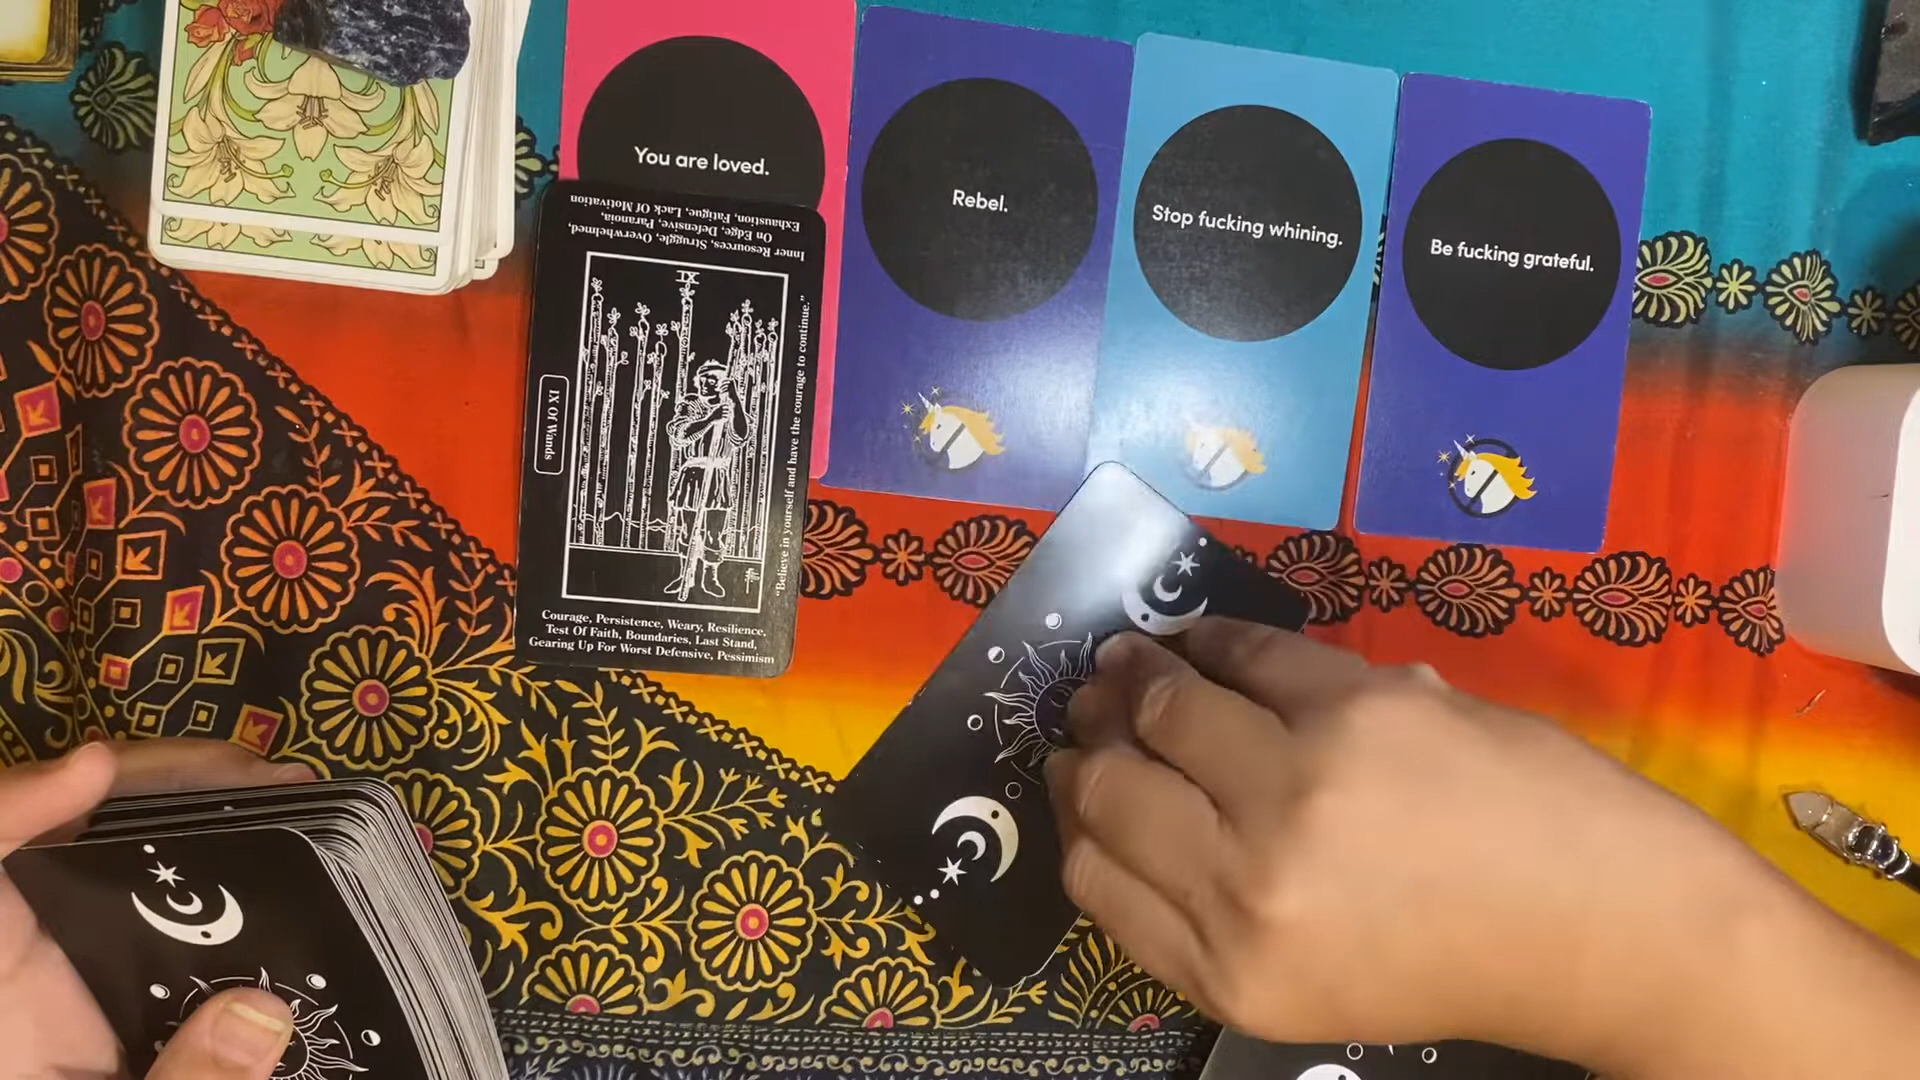 You are loved.
Rebel.
Stop fucking whining.
Be fucking grateful.
Inner Resources, Struggle, Overwhelmed,
On Edge, Defensive, Paranoia,
Exhaustion, Fatigue, Lack Of Motivation
IX
IX Of Wands
"Believe in yourself and have the courage to continue."
Courage, Persistence, Weary, Resilience,
Test Of Faith, Boundaries, Last Stand,
Gearing Up For Worst Defensive, Pessimism